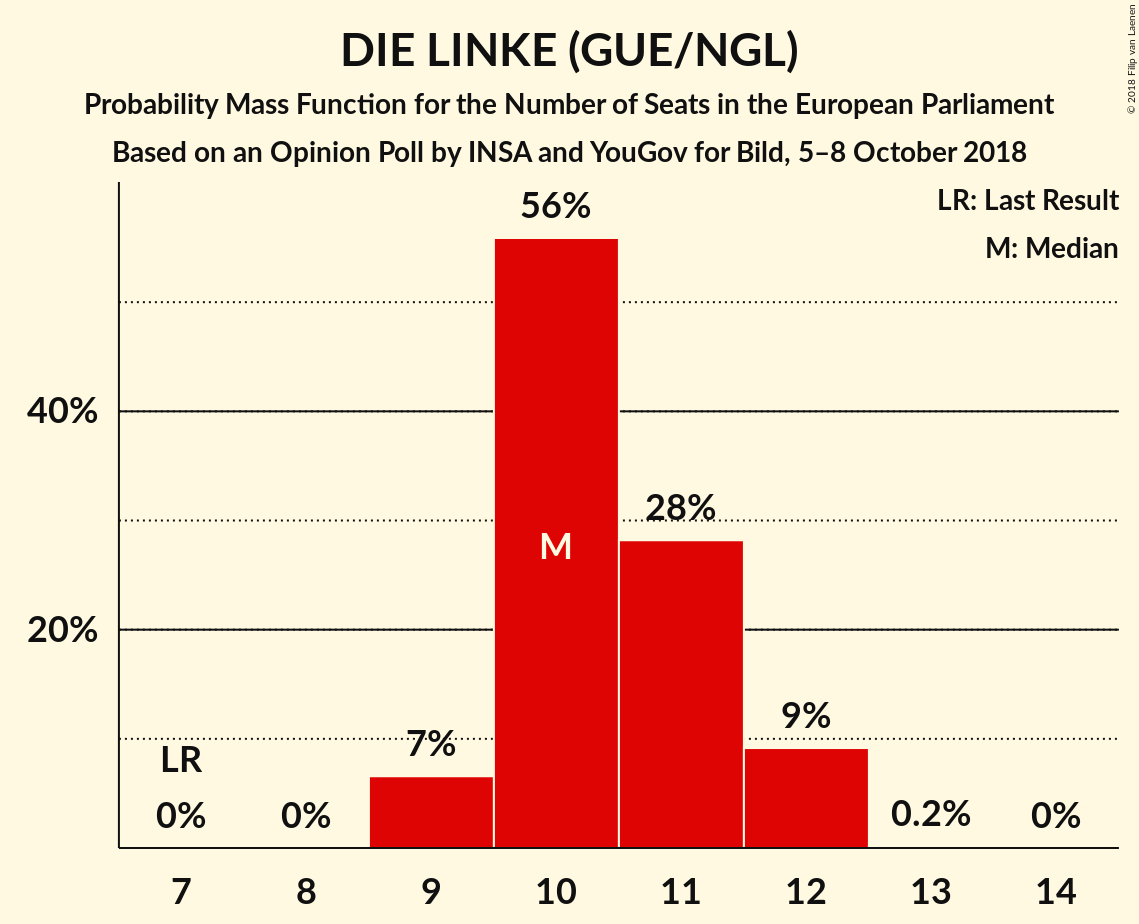 DIE LINKE (GUE/NGL)
Probability Mass Function for the Number of Seats in the European Parliament
Based on an Opinion Poll by INSA and YouGov for Bild, 5–8 October 2018
© 2018 Filip van Laenen
LR: Last Result
M: Median
56%
40%
28%
M
20%
9%
7%
LR
0%
0%
0.2%
0%
7
8
9
10
11
12
13
14